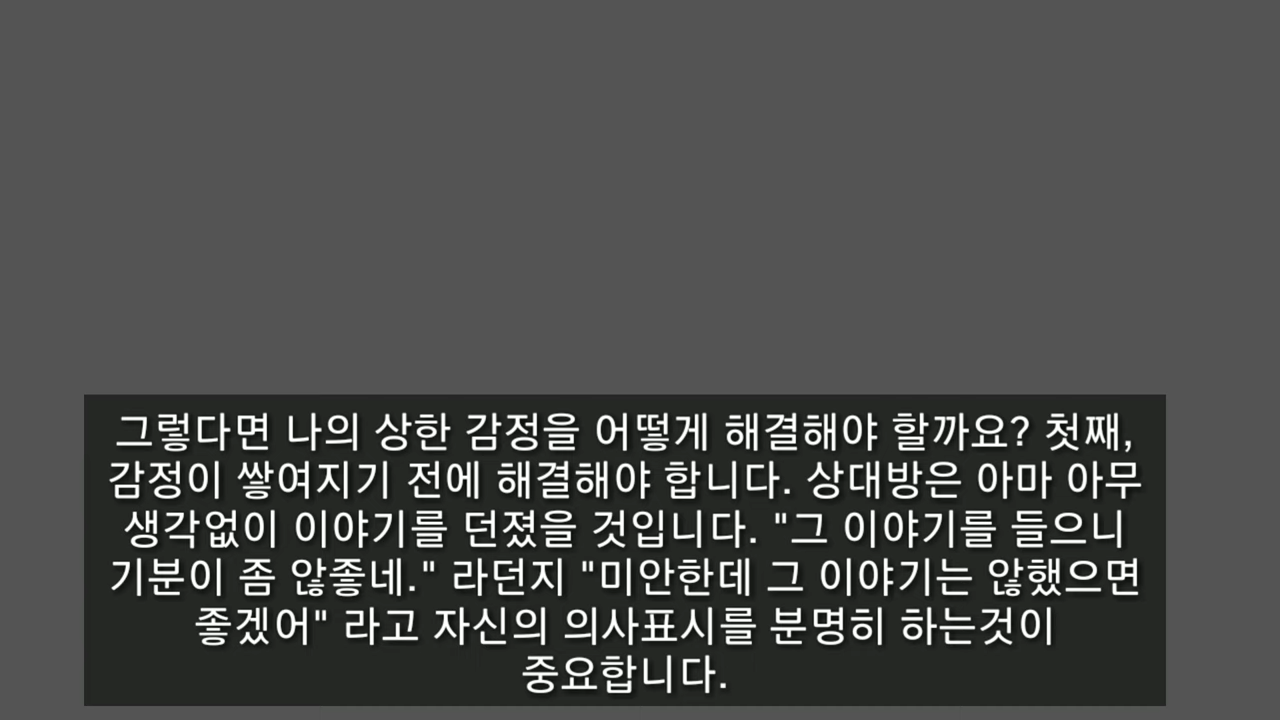 그렇다면 나의 상한 감정을 어떻게 해결해야 할까요? 첫째,
감정이 쌓여지기 전에 해결해야 합니다. 상대방은 아마 아무
생각없이 이야기를 던졌을 것입니다. "그 이야기를 들으니
기분이 좀 않좋네." 라던지 "미안한데 그 이야기는 않했으면
좋겠어" 라고 자신의 의사표시를 분명히 하는것이
중요합니다.